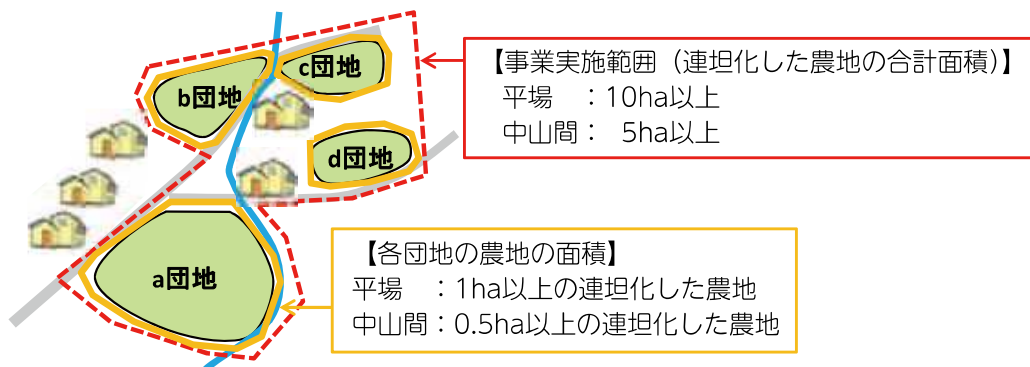 c団地
b団地
d団地
a団地
【事業実施範囲（連坦化した農地の合計面積）】
平場　：10ha以上
中山間：　5ha以上
【各団地の農地の面積】
平場　：1ha以上の連坦化した農地
中山間：0.5ha以上の連坦化した農地